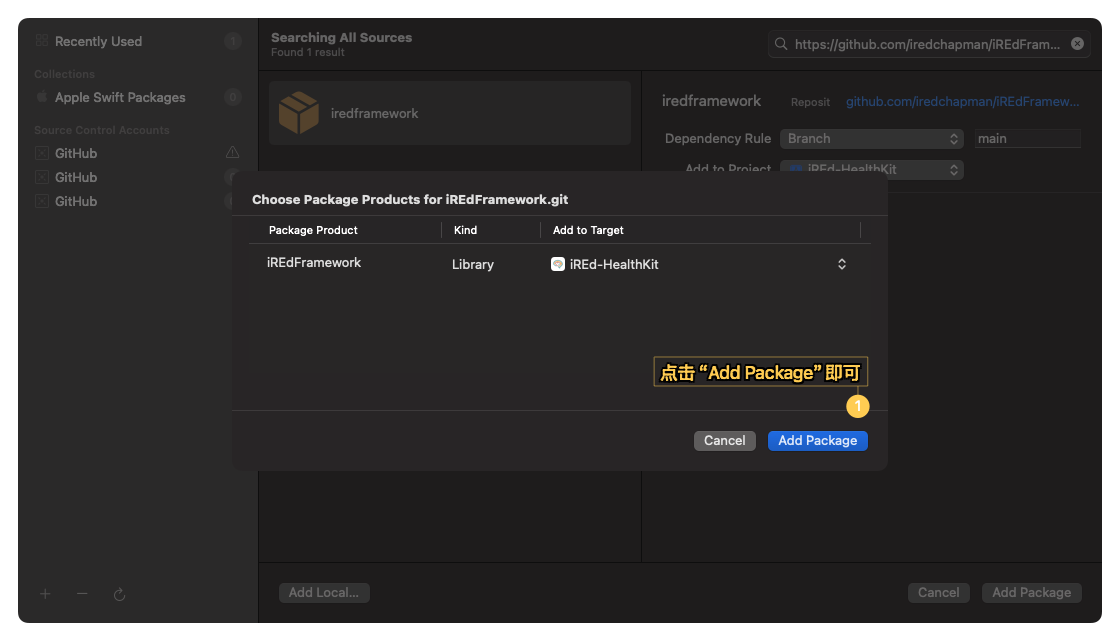 Recently Used
1
Collections
Apple Swift Packages
0
Source Control Accounts
GitHub
GitHub
GitHub
Searching All Sources
Found 1 result
https://github.com/iredchapman/iREdFram...
iredframework
iredframework
Reposit
github.com/iredchapman/iREdFramew...
Dependency Rule
Branch
main
Add to Project
iREd-HealthKit
Choose Package Products for iREdFramework.git
Package Product
Kind
Add to Target
iREdFramework
Library
iREd-HealthKit
点击 “Add Package” 即可
1
Cancel
Add Package
Add Local...
Cancel
Add Package